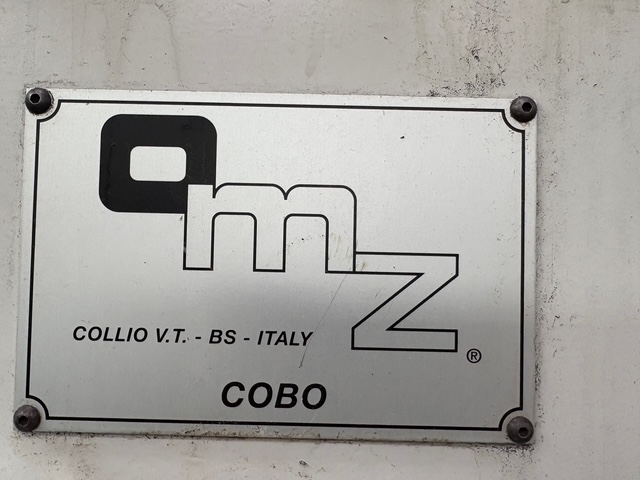 omz
COLLIO V.T. - BS - ITALY
®
COBO